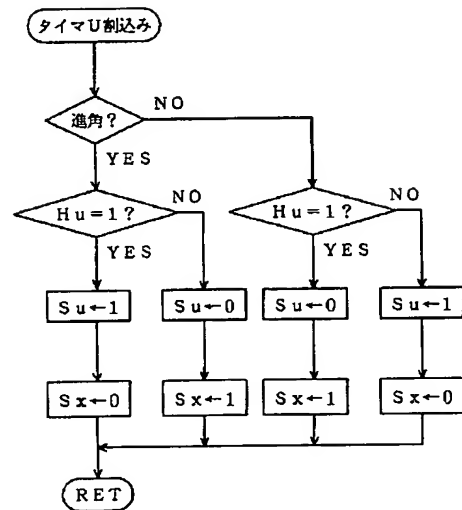 タイマU割込み
進角?
NO
YES
Hu=1?
NO
Hu=1?
NO
YES
YES
Su←1
Su←0
Su←0
Su←1
Sx←0
Sx←1
Sx←1
Sx←0
RET